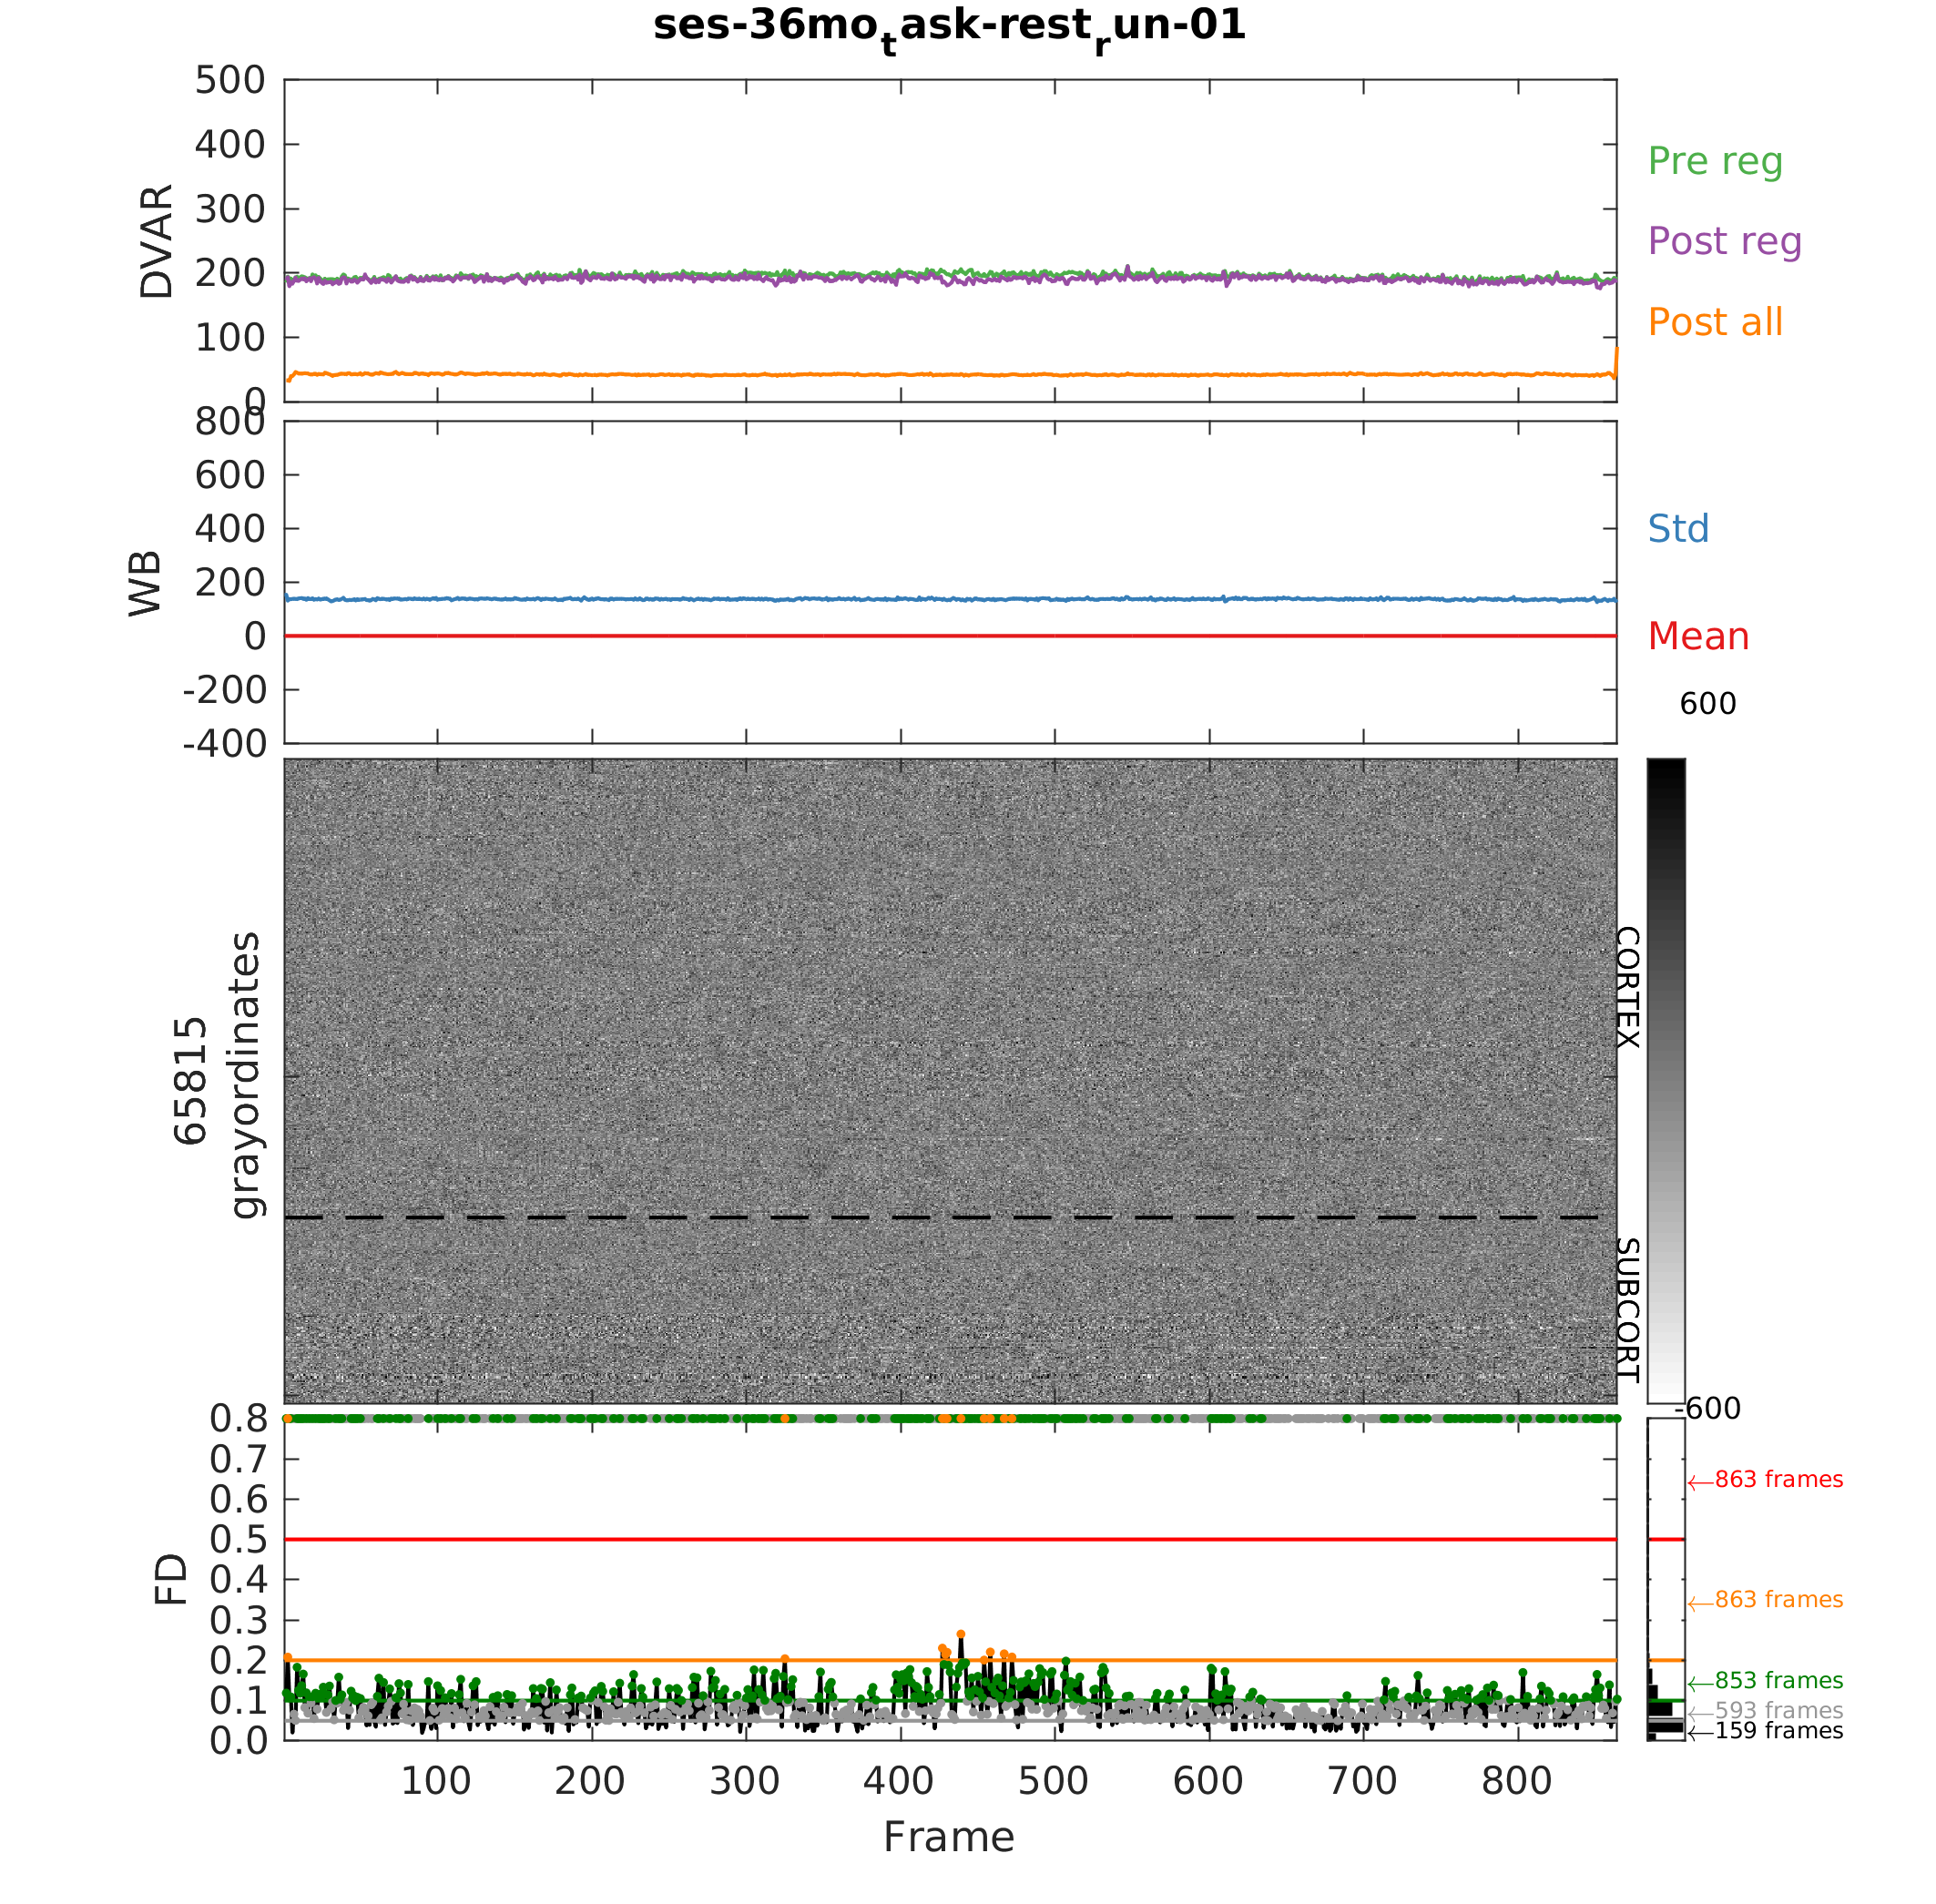 ses-36mo_task-rest_run-01
500
400
300
200
100
0
DVAR
Pre reg
Post reg
Post all
800
600
400
200
0
-200
-400
WB
Std
Mean
600
65815
grayordinates
CORTEX
SUBCORT
-600
0.8
0.7
0.6
0.5
0.4
0.3
0.2
0.1
0.0
FD
←863 frames
←863 frames
←853 frames
←593 frames
←159 frames
100 200 300 400 500 600 700 800
Frame